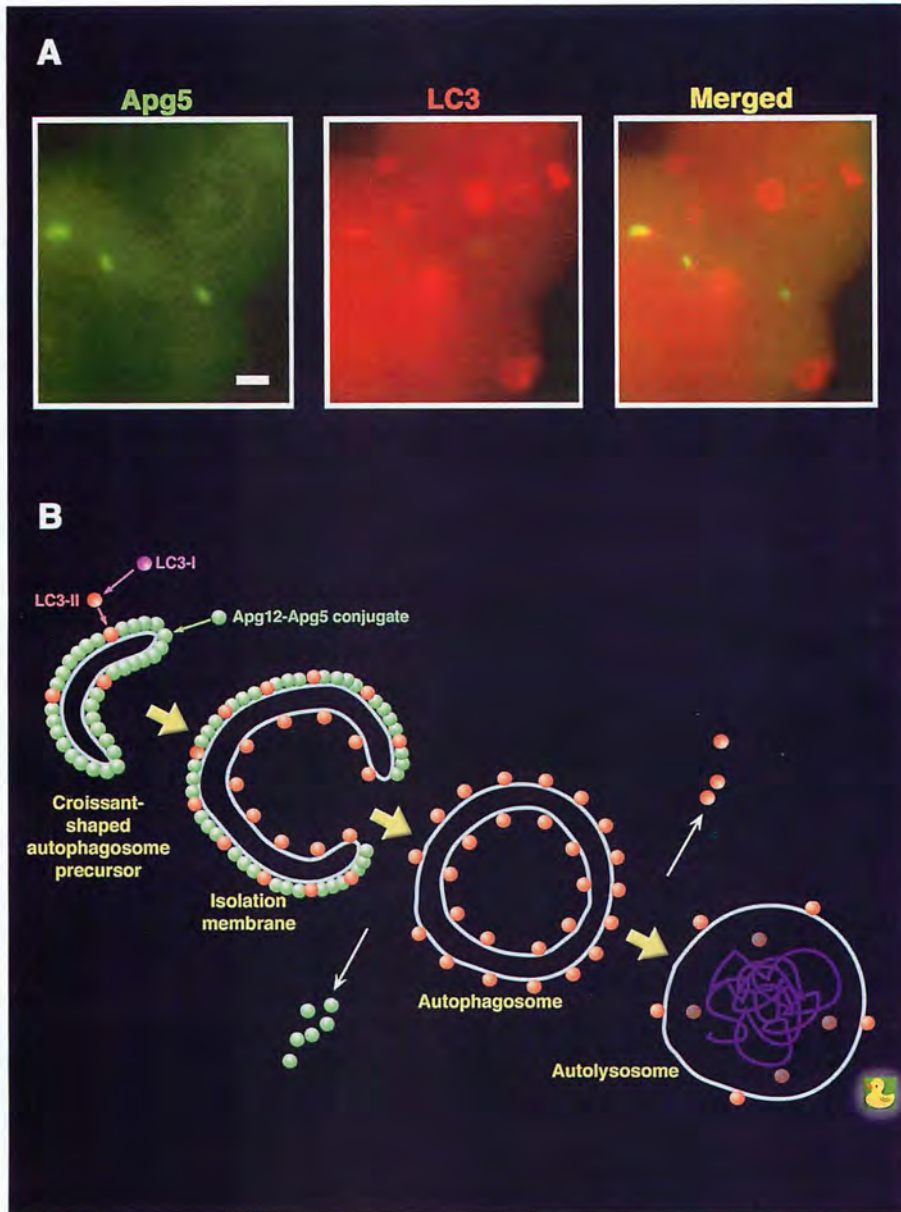 A
Apg5
LC3
Merged
B
LC3-I
LC3-II
Apg12-Apg5 conjugate
Croissant-
shaped
autophagosome
precursor
Isolation
membrane
Autophagosome
Autolysosome